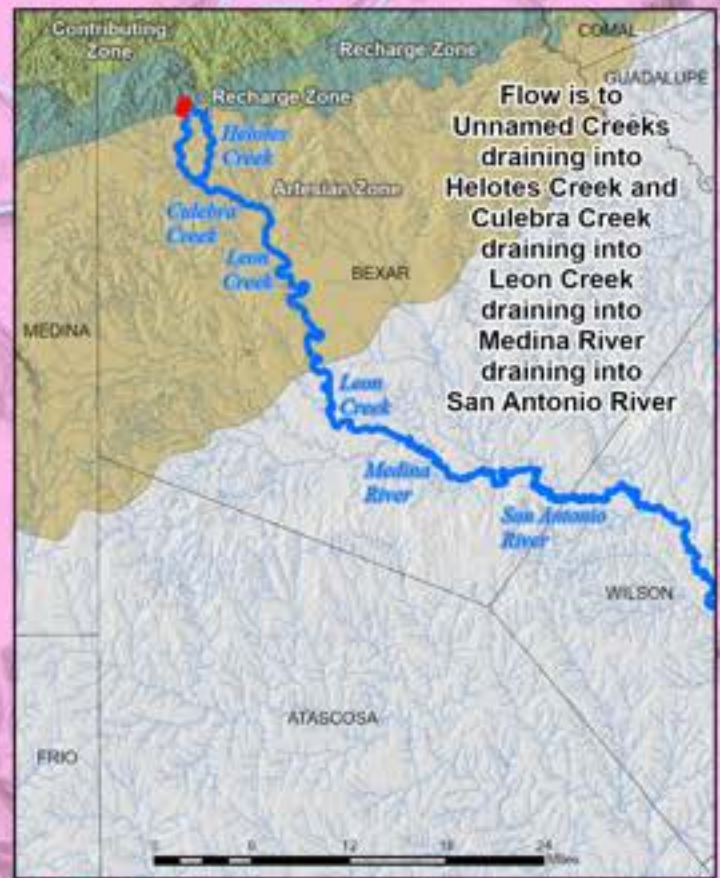 Contributing
Zone
Recharge Zone
COMAL
GUADALUPE
Recharge Zone
Flow is to
Unnamed Creeks
draining into
Helotes Creek and
Culebra Creek
draining into
Leon Creek
draining into
Medina River
draining into
San Antonio River
Helotes
Creek
Artesian Zone
Culebra
Creek
Leon
Creek
BEXAR
MEDINA
Leon
Creek
Medina
River
San Antonio
River
WILSON
ATASCOSA
FRIO
0 6 12 18 24
Miles